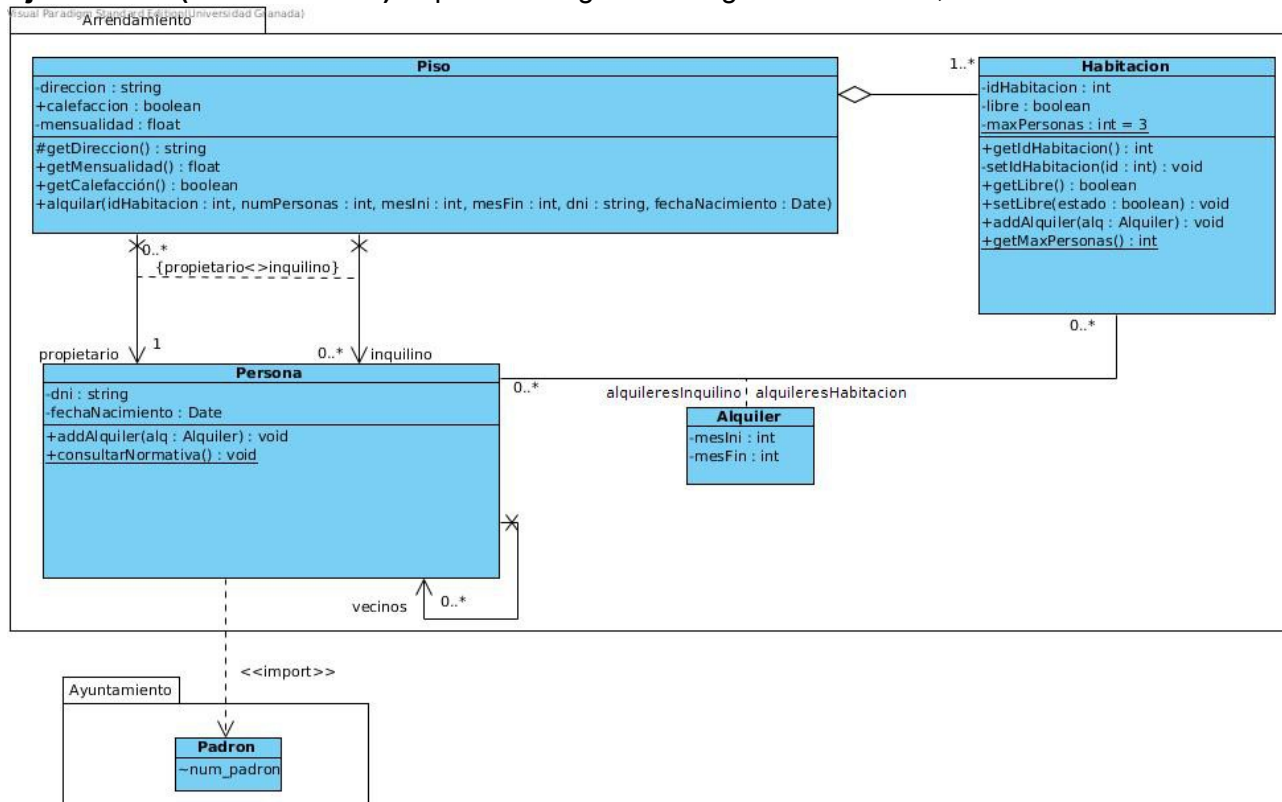 Visual Paradigm Standard Edition(Universidad Granada)
Arrendamiento
Piso
-direccion : string
+calefaccion : boolean
-mensualidad : float
#getDireccion() : string
+getMensualidad() : float
+getCalefacción() : boolean
+alquilar(idHabitacion : int, numPersonas : int, mesIni : int, mesFin : int, dni : string, fechaNacimiento : Date)
1..*
Habitacion
-idHabitacion : int
-libre : boolean
-maxPersonas : int = 3
+getIdHabitacion() : int
-setIdHabitacion(id : int) : void
+getLibre() : boolean
+setLibre(estado : boolean) : void
+addAlquiler(alq : Alquiler) : void
+getMaxPersonas() : int
0..*
{propietario<>inquilino}
0..*
propietario
1
0..*
inquilino
Persona
-dni : string
-fechaNacimiento : Date
+addAlquiler(alq : Alquiler) : void
+consultarNormativa() : void
0..*
alquileresInquilino
alquileresHabitacion
Alquiler
-mesIni : int
-mesFin : int
vecinos
0..*
<<import>>
Ayuntamiento
Padron
~num_padron